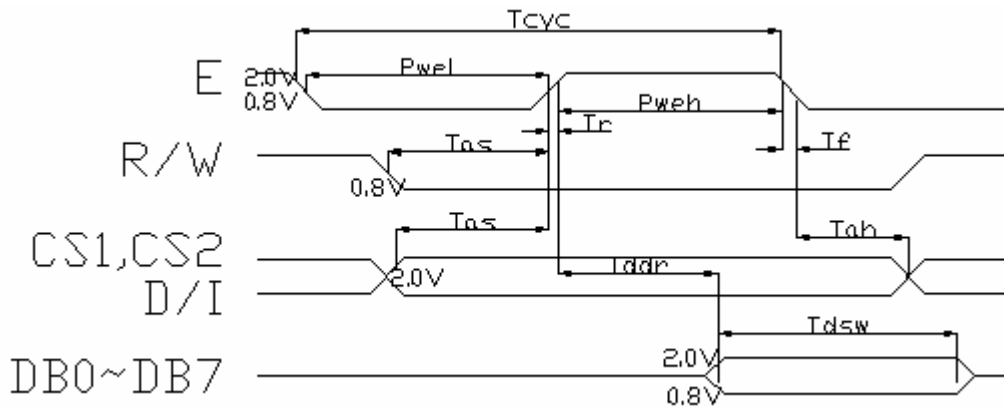 Tcyc
E
2.0V
Pwel
0.8V
Pweh
Tr
R/W
Tas
Tf
0.8V
CS1,CS2
Tas
Tah
D/I
2.0V
Tddr
Tdsw
DB0~DB7
2.0V
0.8V